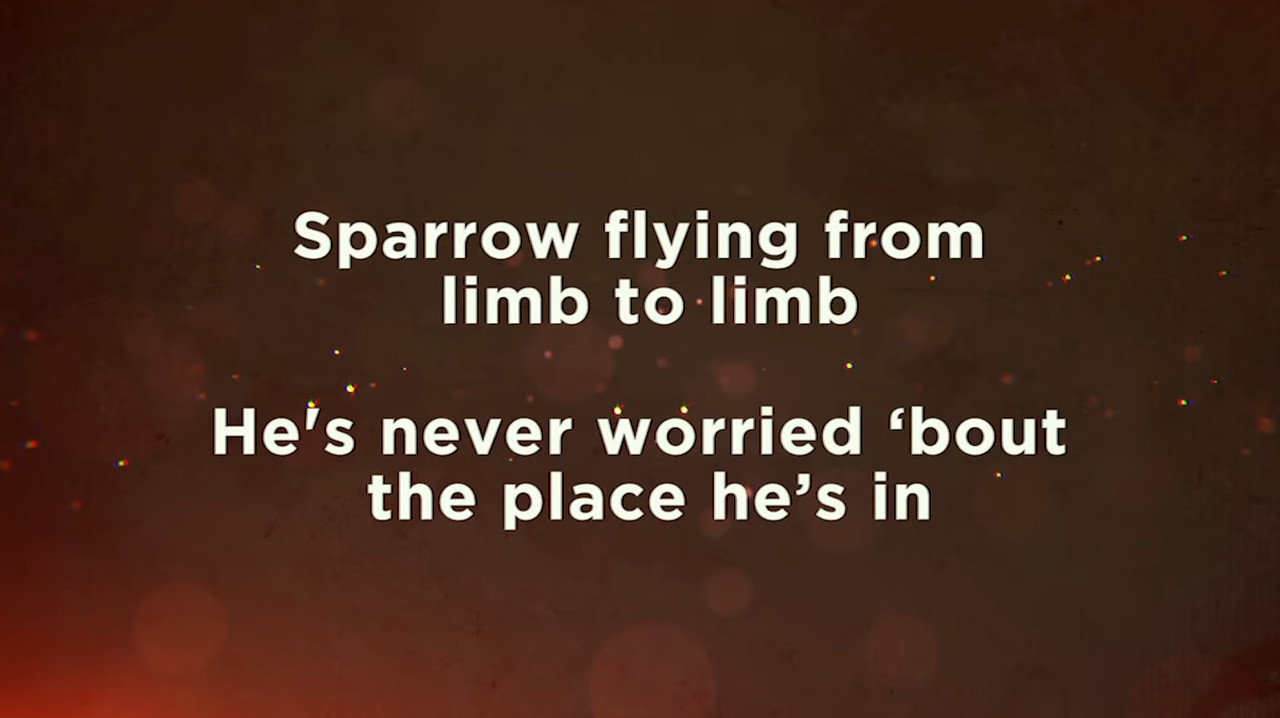 Sparrow flying from
limb to limb
He's never worried ‘bout
the place he’s in